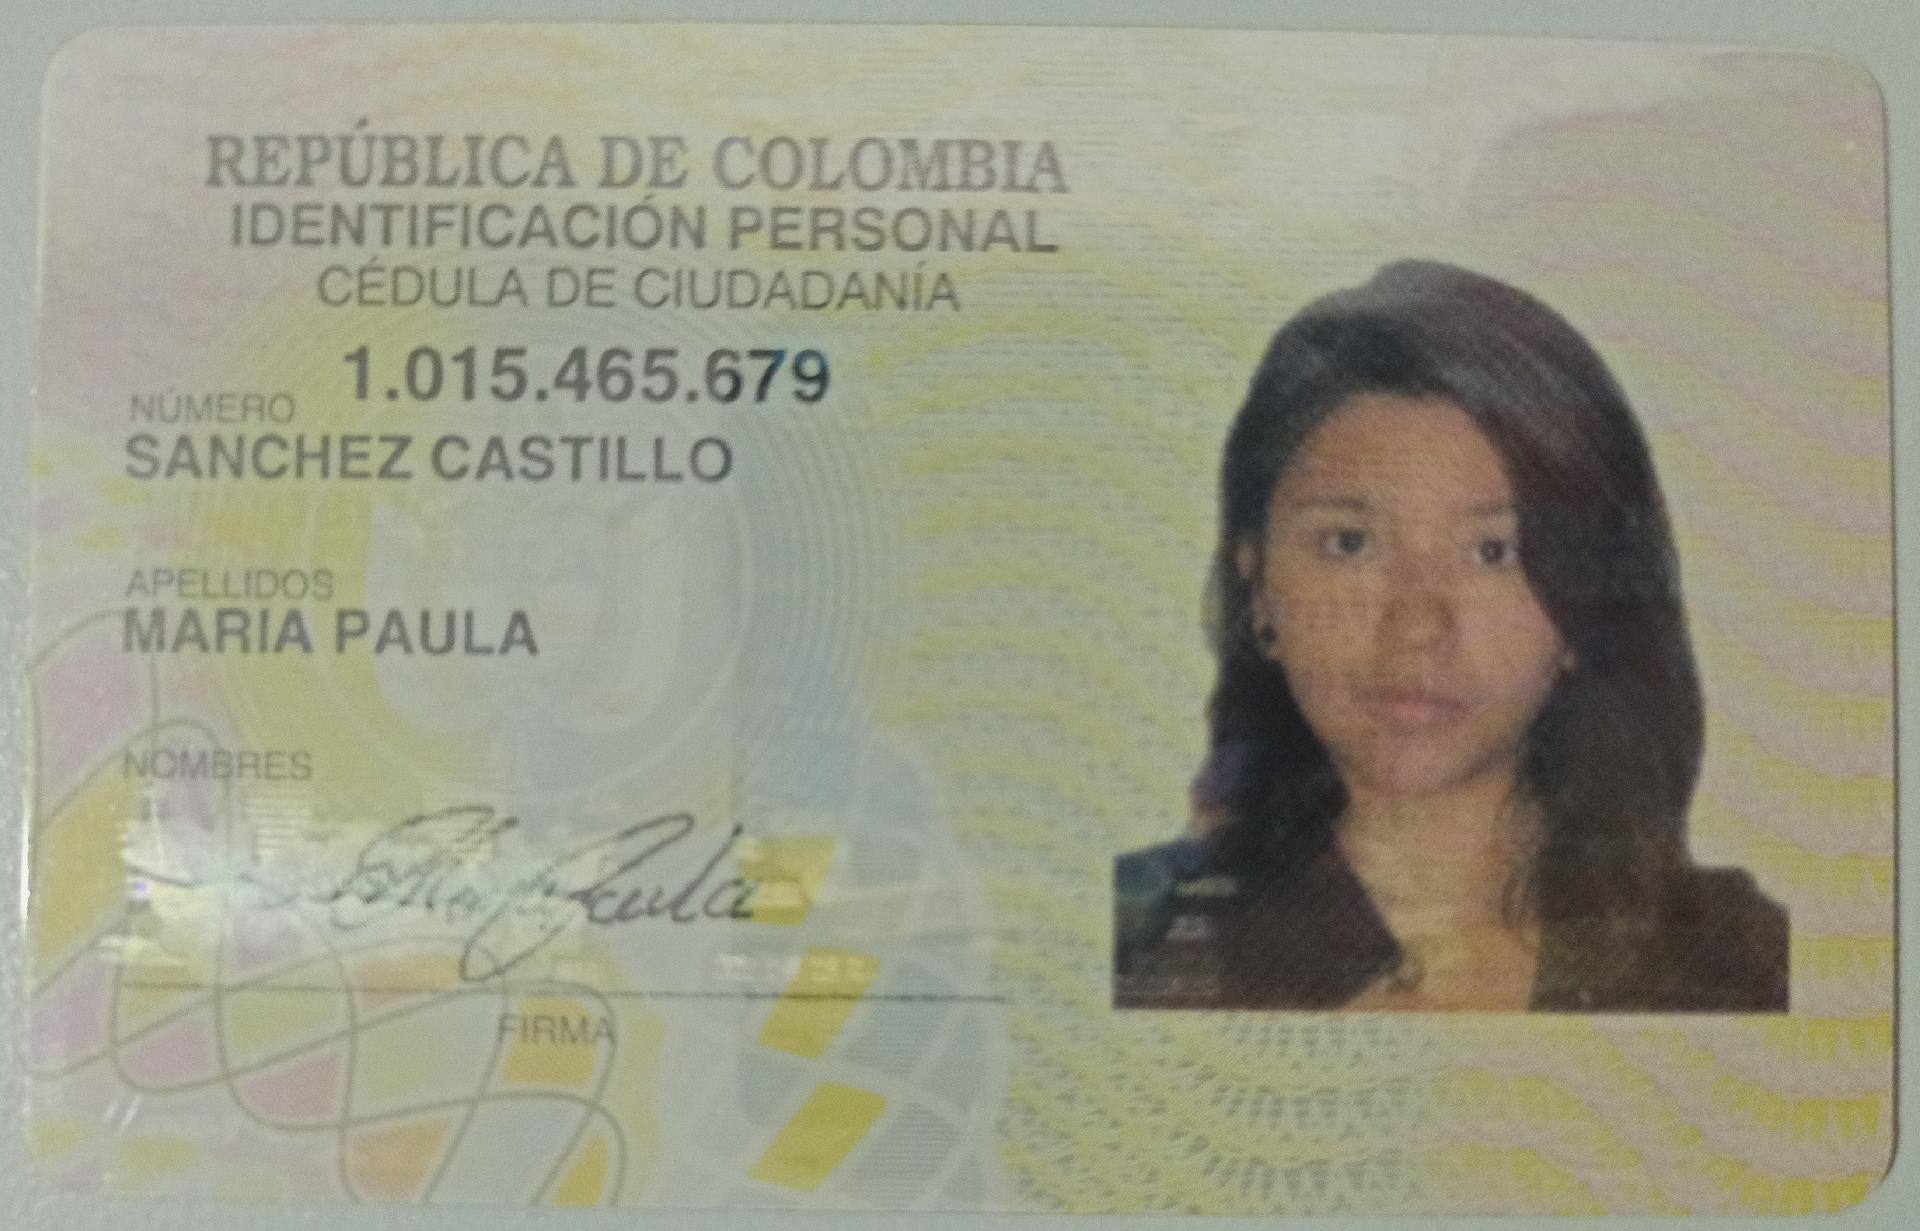 REPÚBLICA DE COLOMBIA
IDENTIFICACIÓN PERSONAL
CÉDULA DE CIUDADANÍA
NÚMERO 1.015.465.679
SANCHEZ CASTILLO
APELLIDOS
MARIA PAULA
NOMBRES
Paula
FIRMA